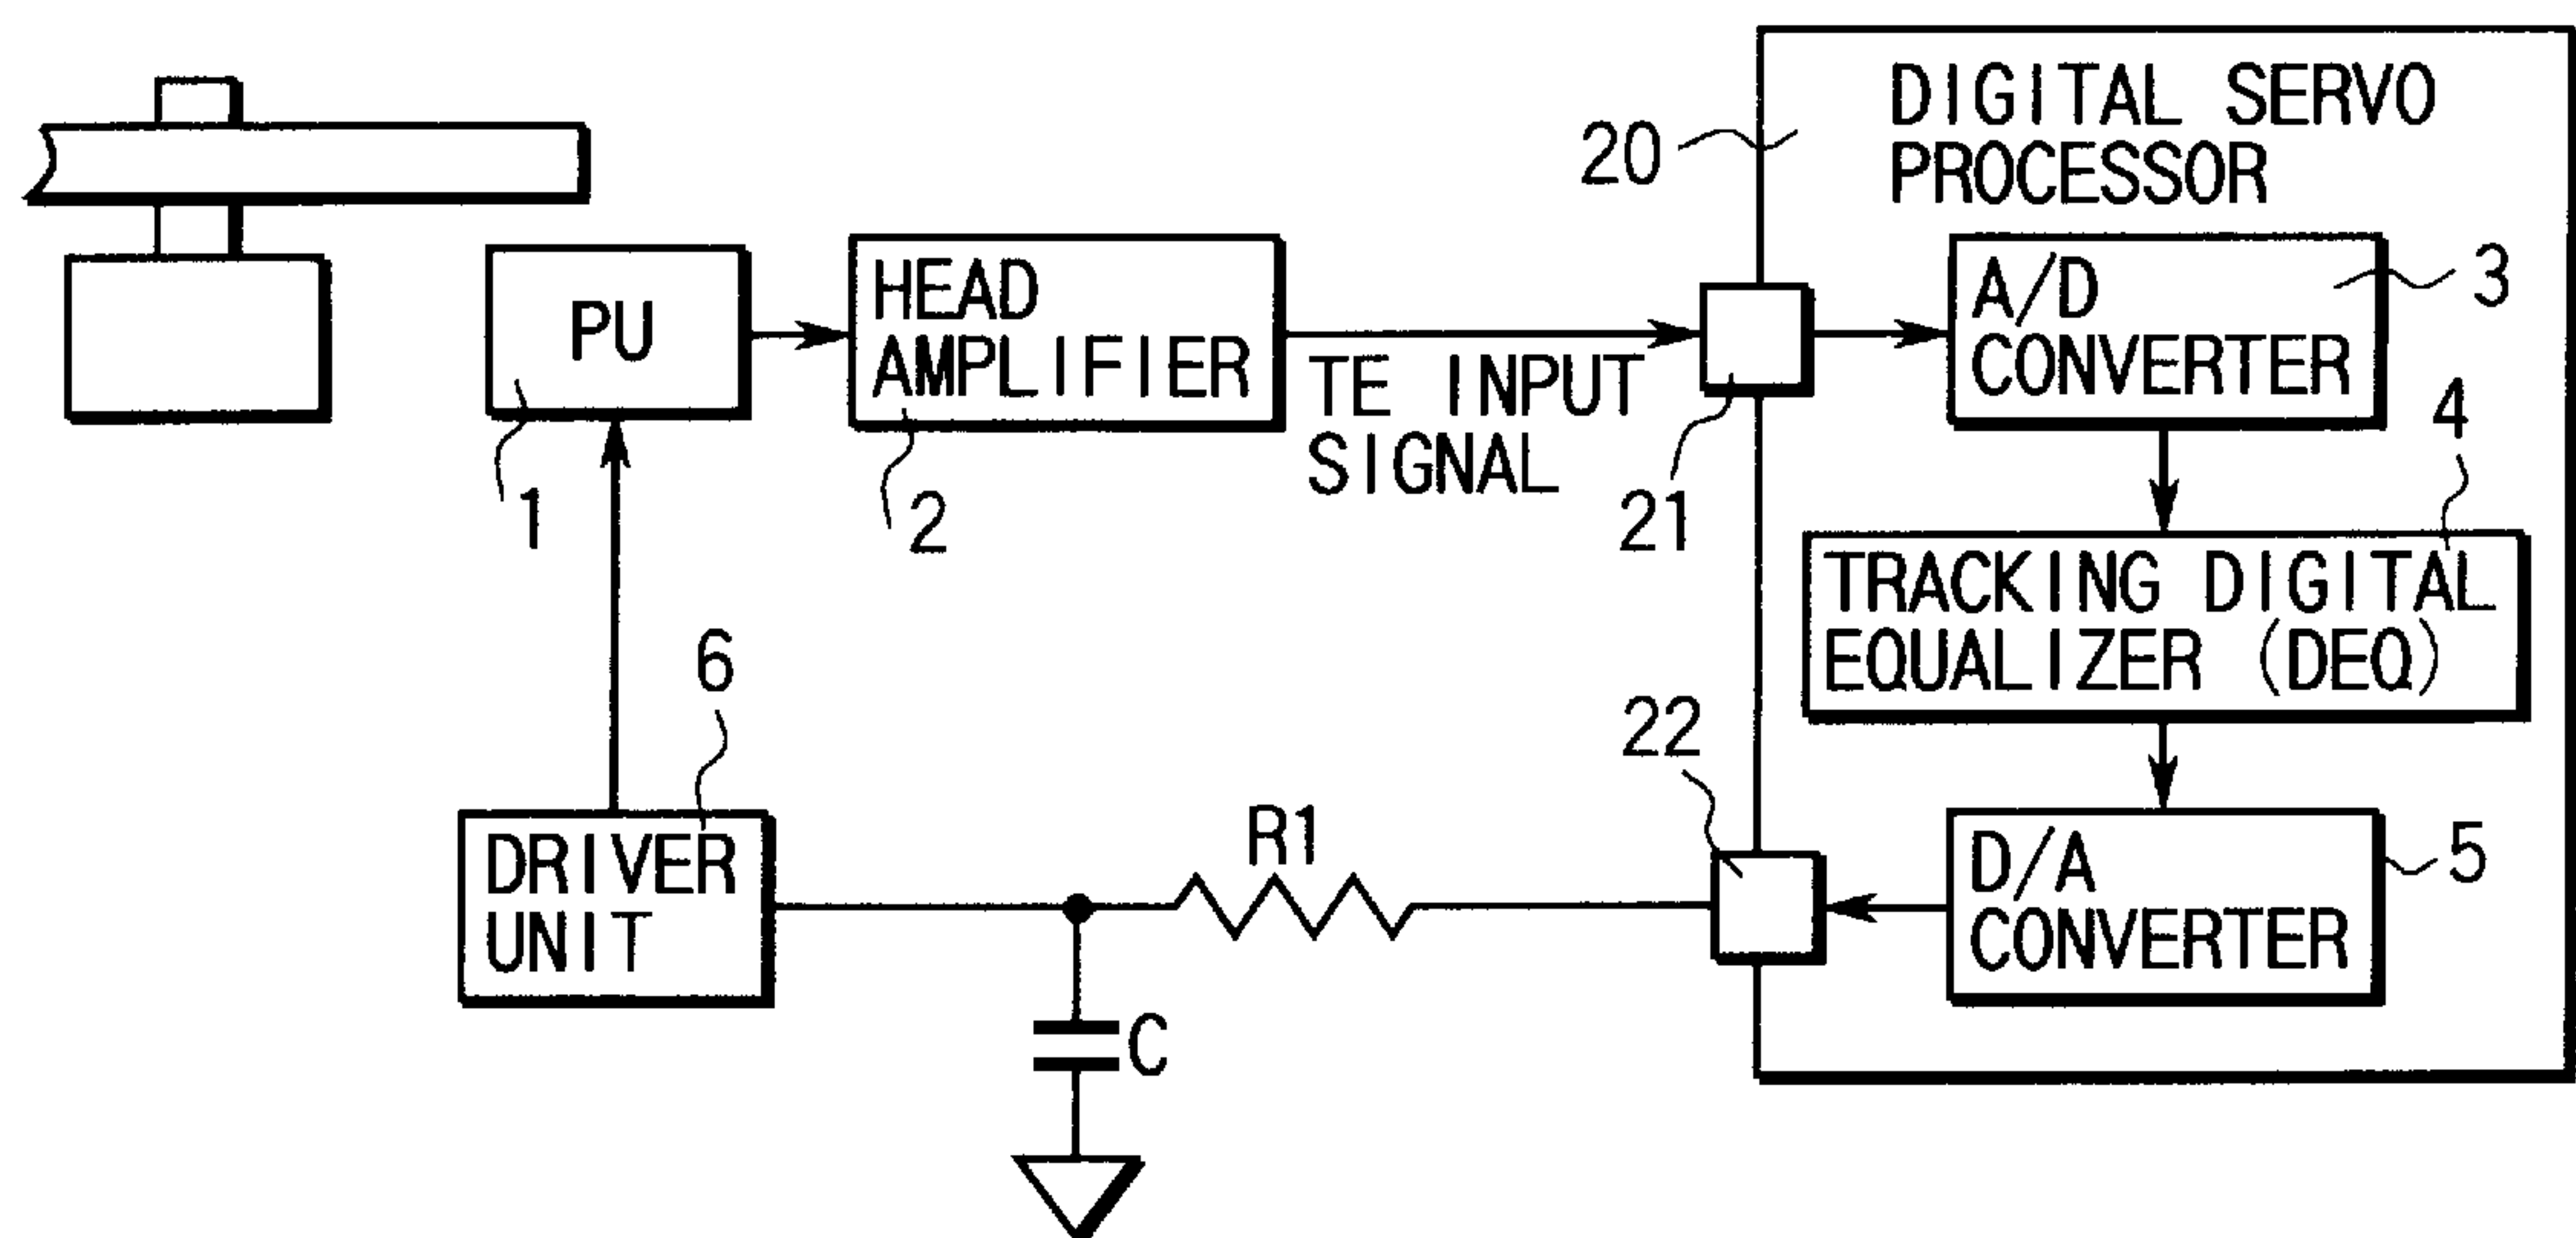 DIGITAL SERVO
PROCESSOR
20
PU
1
HEAD
AMPLIFIER
2
TE INPUT
SIGNAL
21
A/D
CONVERTER
3
4
TRACKING DIGITAL
EQUALIZER (DEQ)
6
DRIVER
UNIT
R1
C
22
D/A
CONVERTER
5